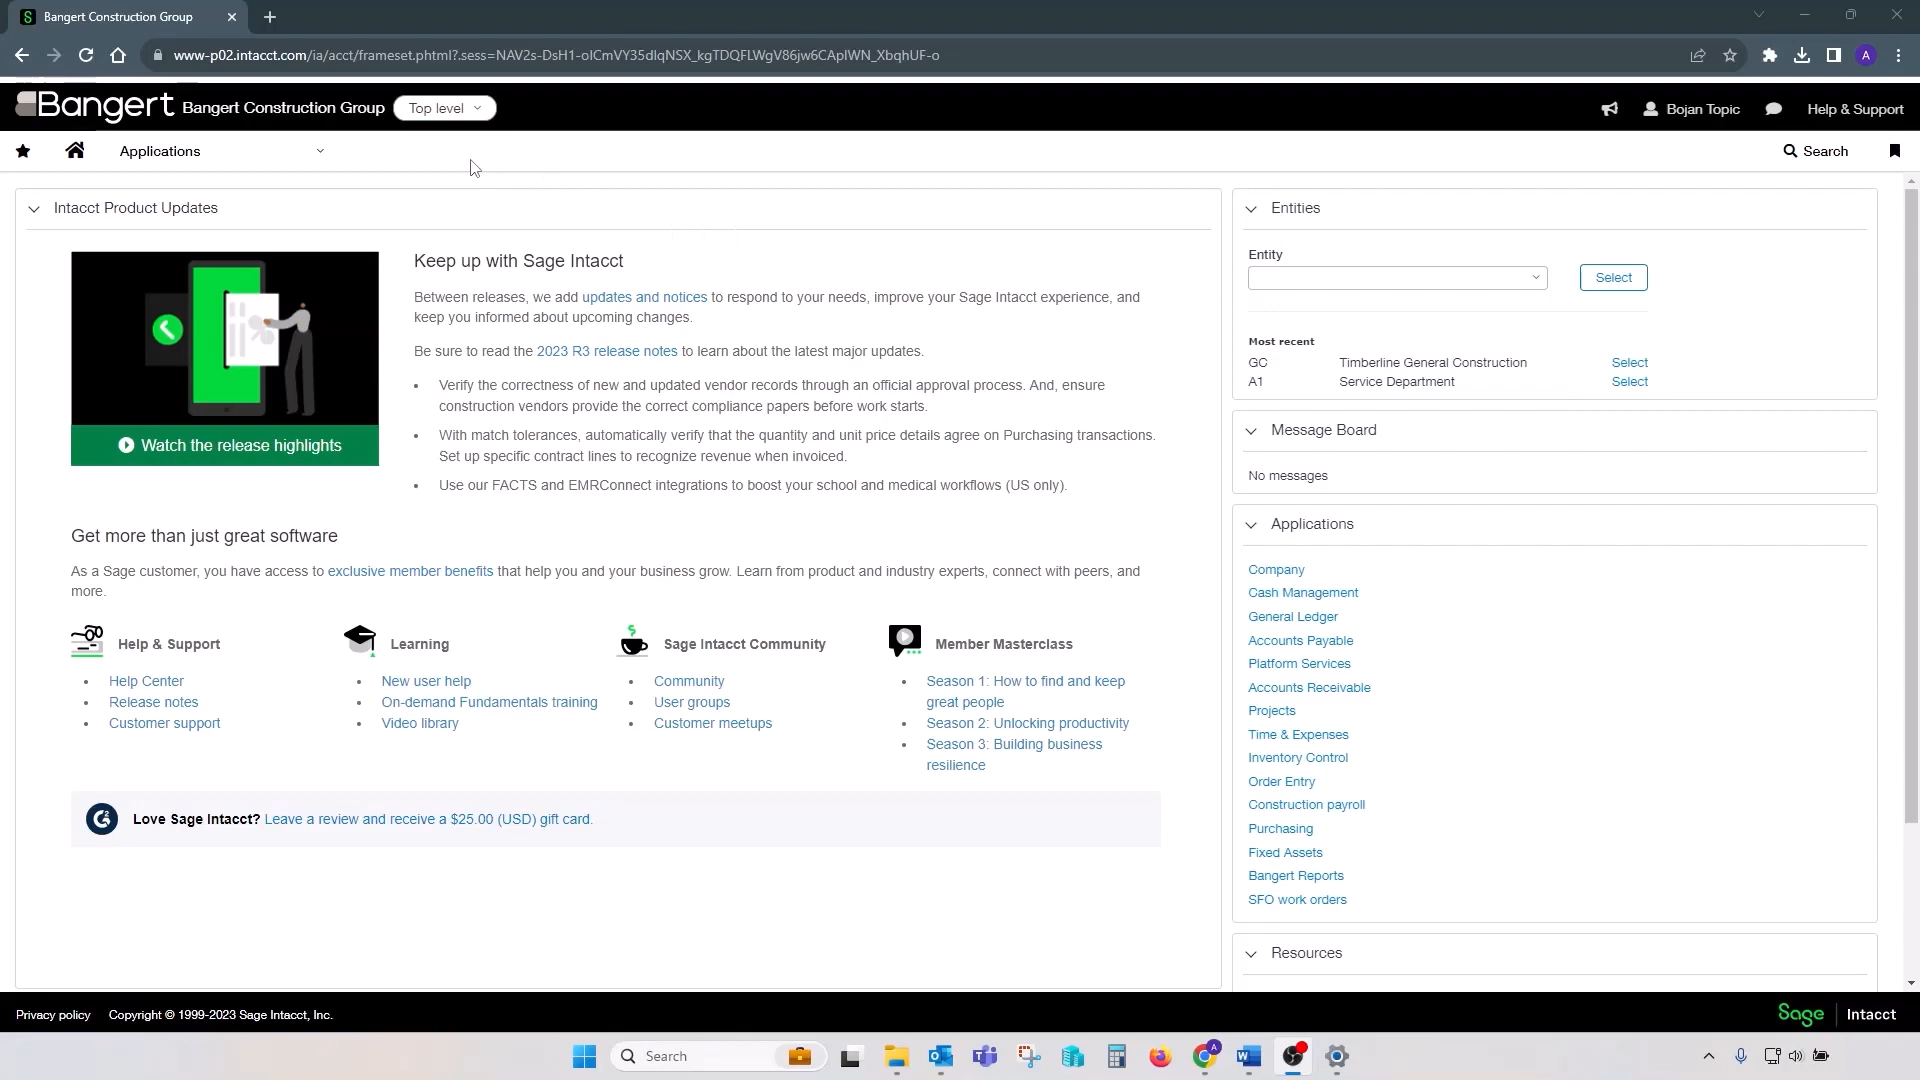 Bangert Construction Group
www-p02.intacct.com/ia/acct/frameset.phtml?.sess=NAV2s-DsH1-oICmVY35dlqNSX_kgTDQFLWgV86jw6CApIWN_XbqhUF-o
A
Bangert Bangert Construction Group Top level
Bojan Topic
Help & Support
Applications
Search
Intacct Product Updates
Watch the release highlights
Keep up with Sage Intacct
Between releases, we add updates and notices to respond to your needs, improve your Sage Intacct experience, and
keep you informed about upcoming changes.
Be sure to read the 2023 R3 release notes to learn about the latest major updates.
• Verify the correctness of new and updated vendor records through an official approval process. And, ensure
construction vendors provide the correct compliance papers before work starts.
• With match tolerances, automatically verify that the quantity and unit price details agree on Purchasing transactions.
Set up specific contract lines to recognize revenue when invoiced.
• Use our FACTS and EMRConnect integrations to boost your school and medical workflows (US only).
Get more than just great software
As a Sage customer, you have access to exclusive member benefits that help you and your business grow. Learn from product and industry experts, connect with peers, and
more.
Help & Support
• Help Center
• Release notes
• Customer support
Learning
• New user help
• On-demand Fundamentals training
• Video library
Sage Intacct Community
• Community
• User groups
• Customer meetups
Member Masterclass
• Season 1: How to find and keep
great people
• Season 2: Unlocking productivity
• Season 3: Building business
resilience
Love Sage Intacct? Leave a review and receive a $25.00 (USD) gift card.
Entities
Entity
Select
Most recent
GC Timberline General Construction Select
A1 Service Department Select
Message Board
No messages
Applications
Company
Cash Management
General Ledger
Accounts Payable
Platform Services
Accounts Receivable
Projects
Time & Expenses
Inventory Control
Order Entry
Construction payroll
Purchasing
Fixed Assets
Bangert Reports
SFO work orders
Resources
Privacy policy Copyright © 1999-2023 Sage Intacct, Inc.
Sage Intacct
Search